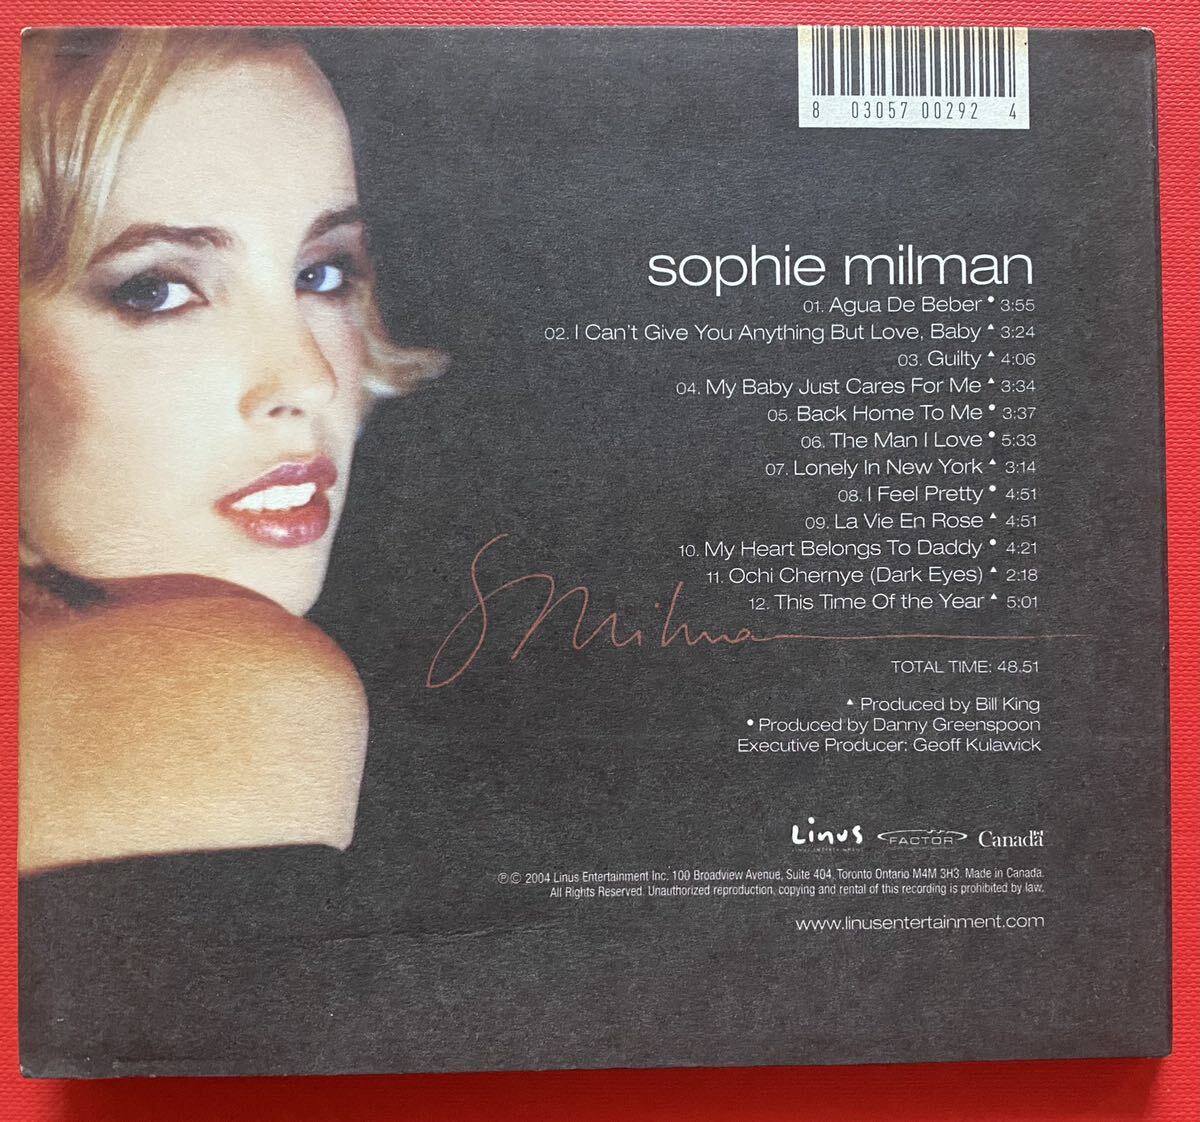 8 03057 00292 4
sophie milman
01. Agua De Beber • 3:55
02. I Can't Give You Anything But Love, Baby ▲ 3:24
03. Guilty ▲ 4:06
04. My Baby Just Cares For Me ▲ 3:34
05. Back Home To Me • 3:37
06. The Man I Love • 5:33
07. Lonely In New York ▲ 3:14
08. I Feel Pretty • 4:51
09. La Vie En Rose ▲ 4:51
10. My Heart Belongs To Daddy • 4:21
11. Ochi Chernye (Dark Eyes) ▲ 2:18
12. This Time Of the Year ▲ 5:01
S Milman
TOTAL TIME: 48.51
▲ Produced by Bill King
• Produced by Danny Greenspoon
Executive Producer: Geoff Kulawick
Linus FACTOR Canada
ENTERTAINMENT
℗© 2004 Linus Entertainment Inc. 100 Broadview Avenue, Suite 404, Toronto Ontario M4M 3H3. Made in Canada.
All Rights Reserved. Unauthorized reproduction, copying and rental of this recording is prohibited by law.
www.linusentertainment.com